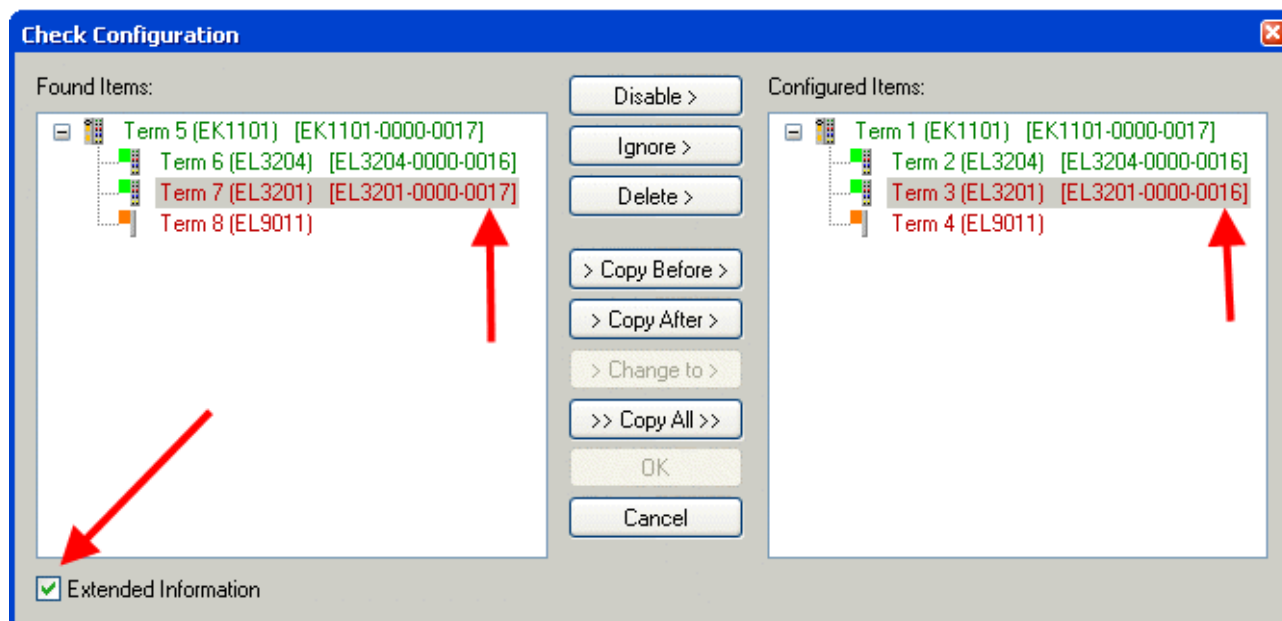 Check Configuration
Found Items:
Term 5 (EK1101) [EK1101-0000-0017]
Term 6 (EL3204) [EL3204-0000-0016]
Term 7 (EL3201) [EL3201-0000-0017]
Term 8 (EL9011)
Disable >
Ignore >
Delete >
> Copy Before >
> Copy After >
> Change to >
>> Copy All >>
OK
Cancel
Configured Items:
Term 1 (EK1101) [EK1101-0000-0017]
Term 2 (EL3204) [EL3204-0000-0016]
Term 3 (EL3201) [EL3201-0000-0016]
Term 4 (EL9011)
Extended Information